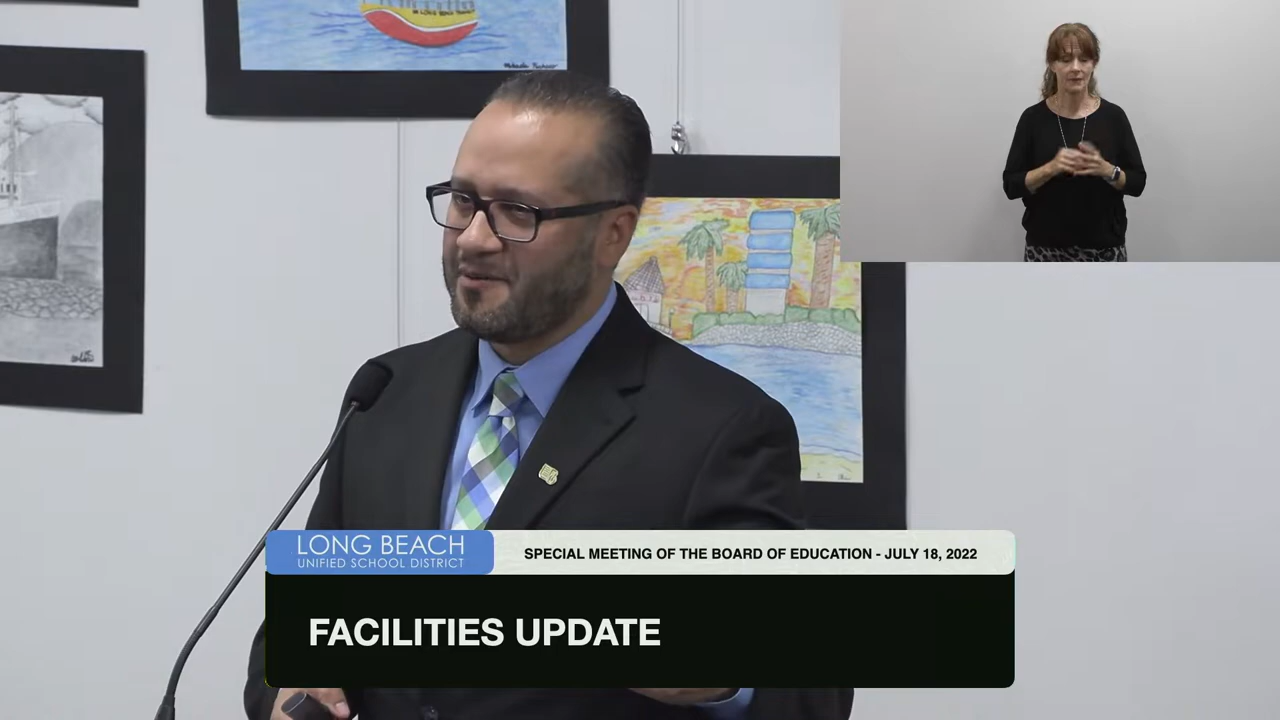 LONG BEACH
UNIFIED SCHOOL DISTRICT
SPECIAL MEETING OF THE BOARD OF EDUCATION - JULY 18, 2022
FACILITIES UPDATE